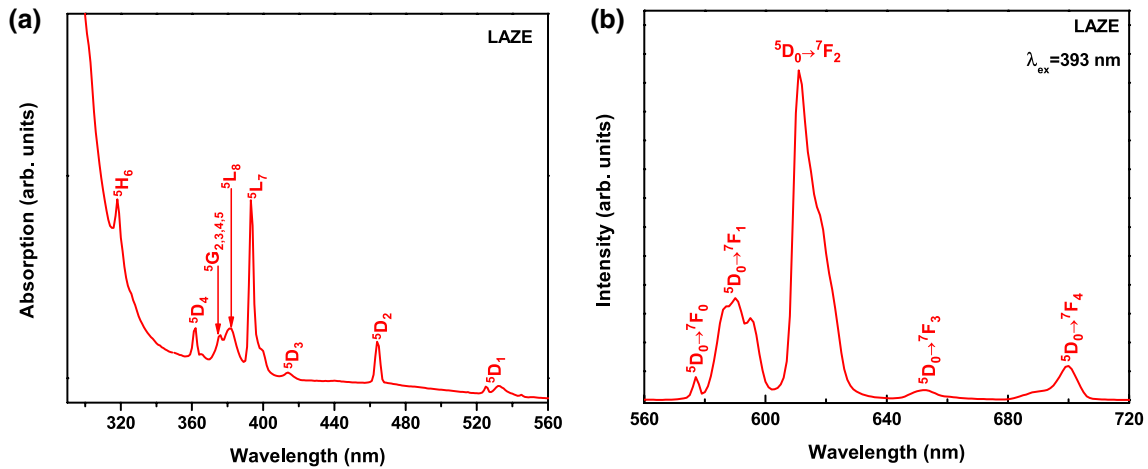 (a)
LAZE
⁵H₆
⁵D₄
⁵G₂,₃,₄,₅
⁵L₈
⁵L₇
⁵D₃
⁵D₂
⁵D₁
Absorption (arb. units)
320 360 400 440 480 520 560
Wavelength (nm)
(b)
LAZE
λₑₓ=393 nm
⁵D₀→⁷F₀
⁵D₀→⁷F₁
⁵D₀→⁷F₂
⁵D₀→⁷F₃
⁵D₀→⁷F₄
Intensity (arb. units)
560 600 640 680 720
Wavelength (nm)